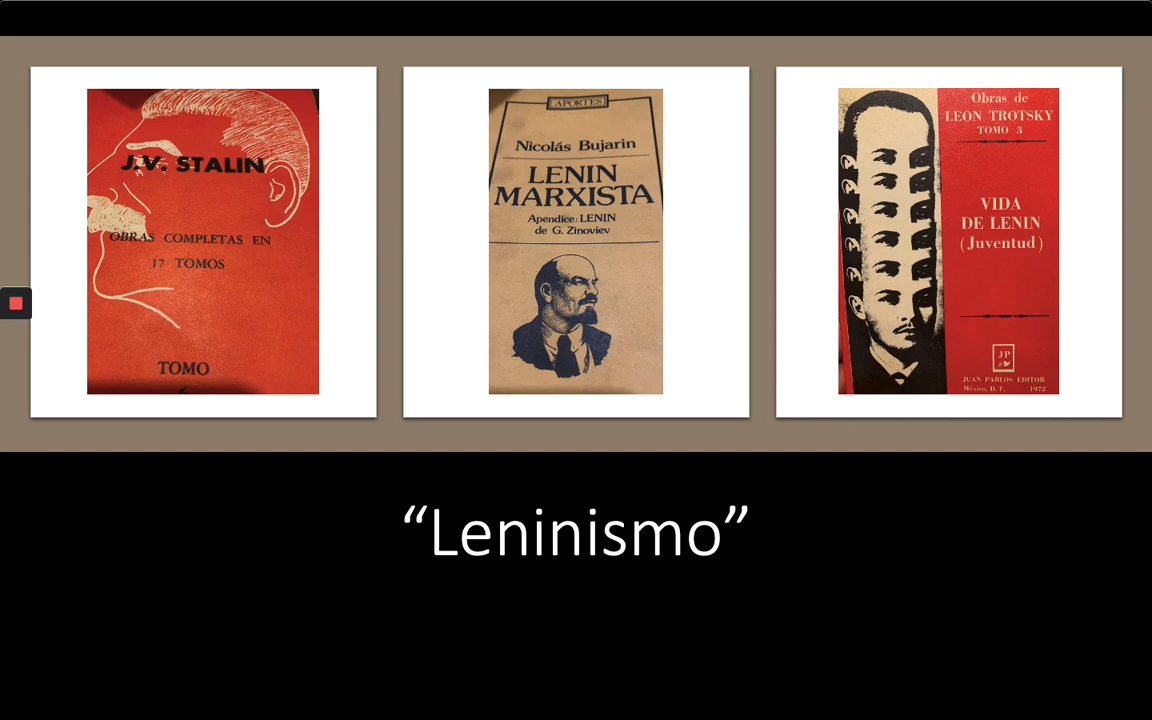 J.V. STALIN
OBRAS COMPLETAS EN
17 TOMOS
TOMO
APORTES
Nicolás Bujarin
LENIN
MARXISTA
Apendice: LENIN
de G. Zinoviev
Obras de
LEON TROTSKY
TOMO 3
VIDA
DE LENIN
(Juventud)
JP
JUAN PABLOS EDITOR
México, D. F. 1972
“Leninismo”